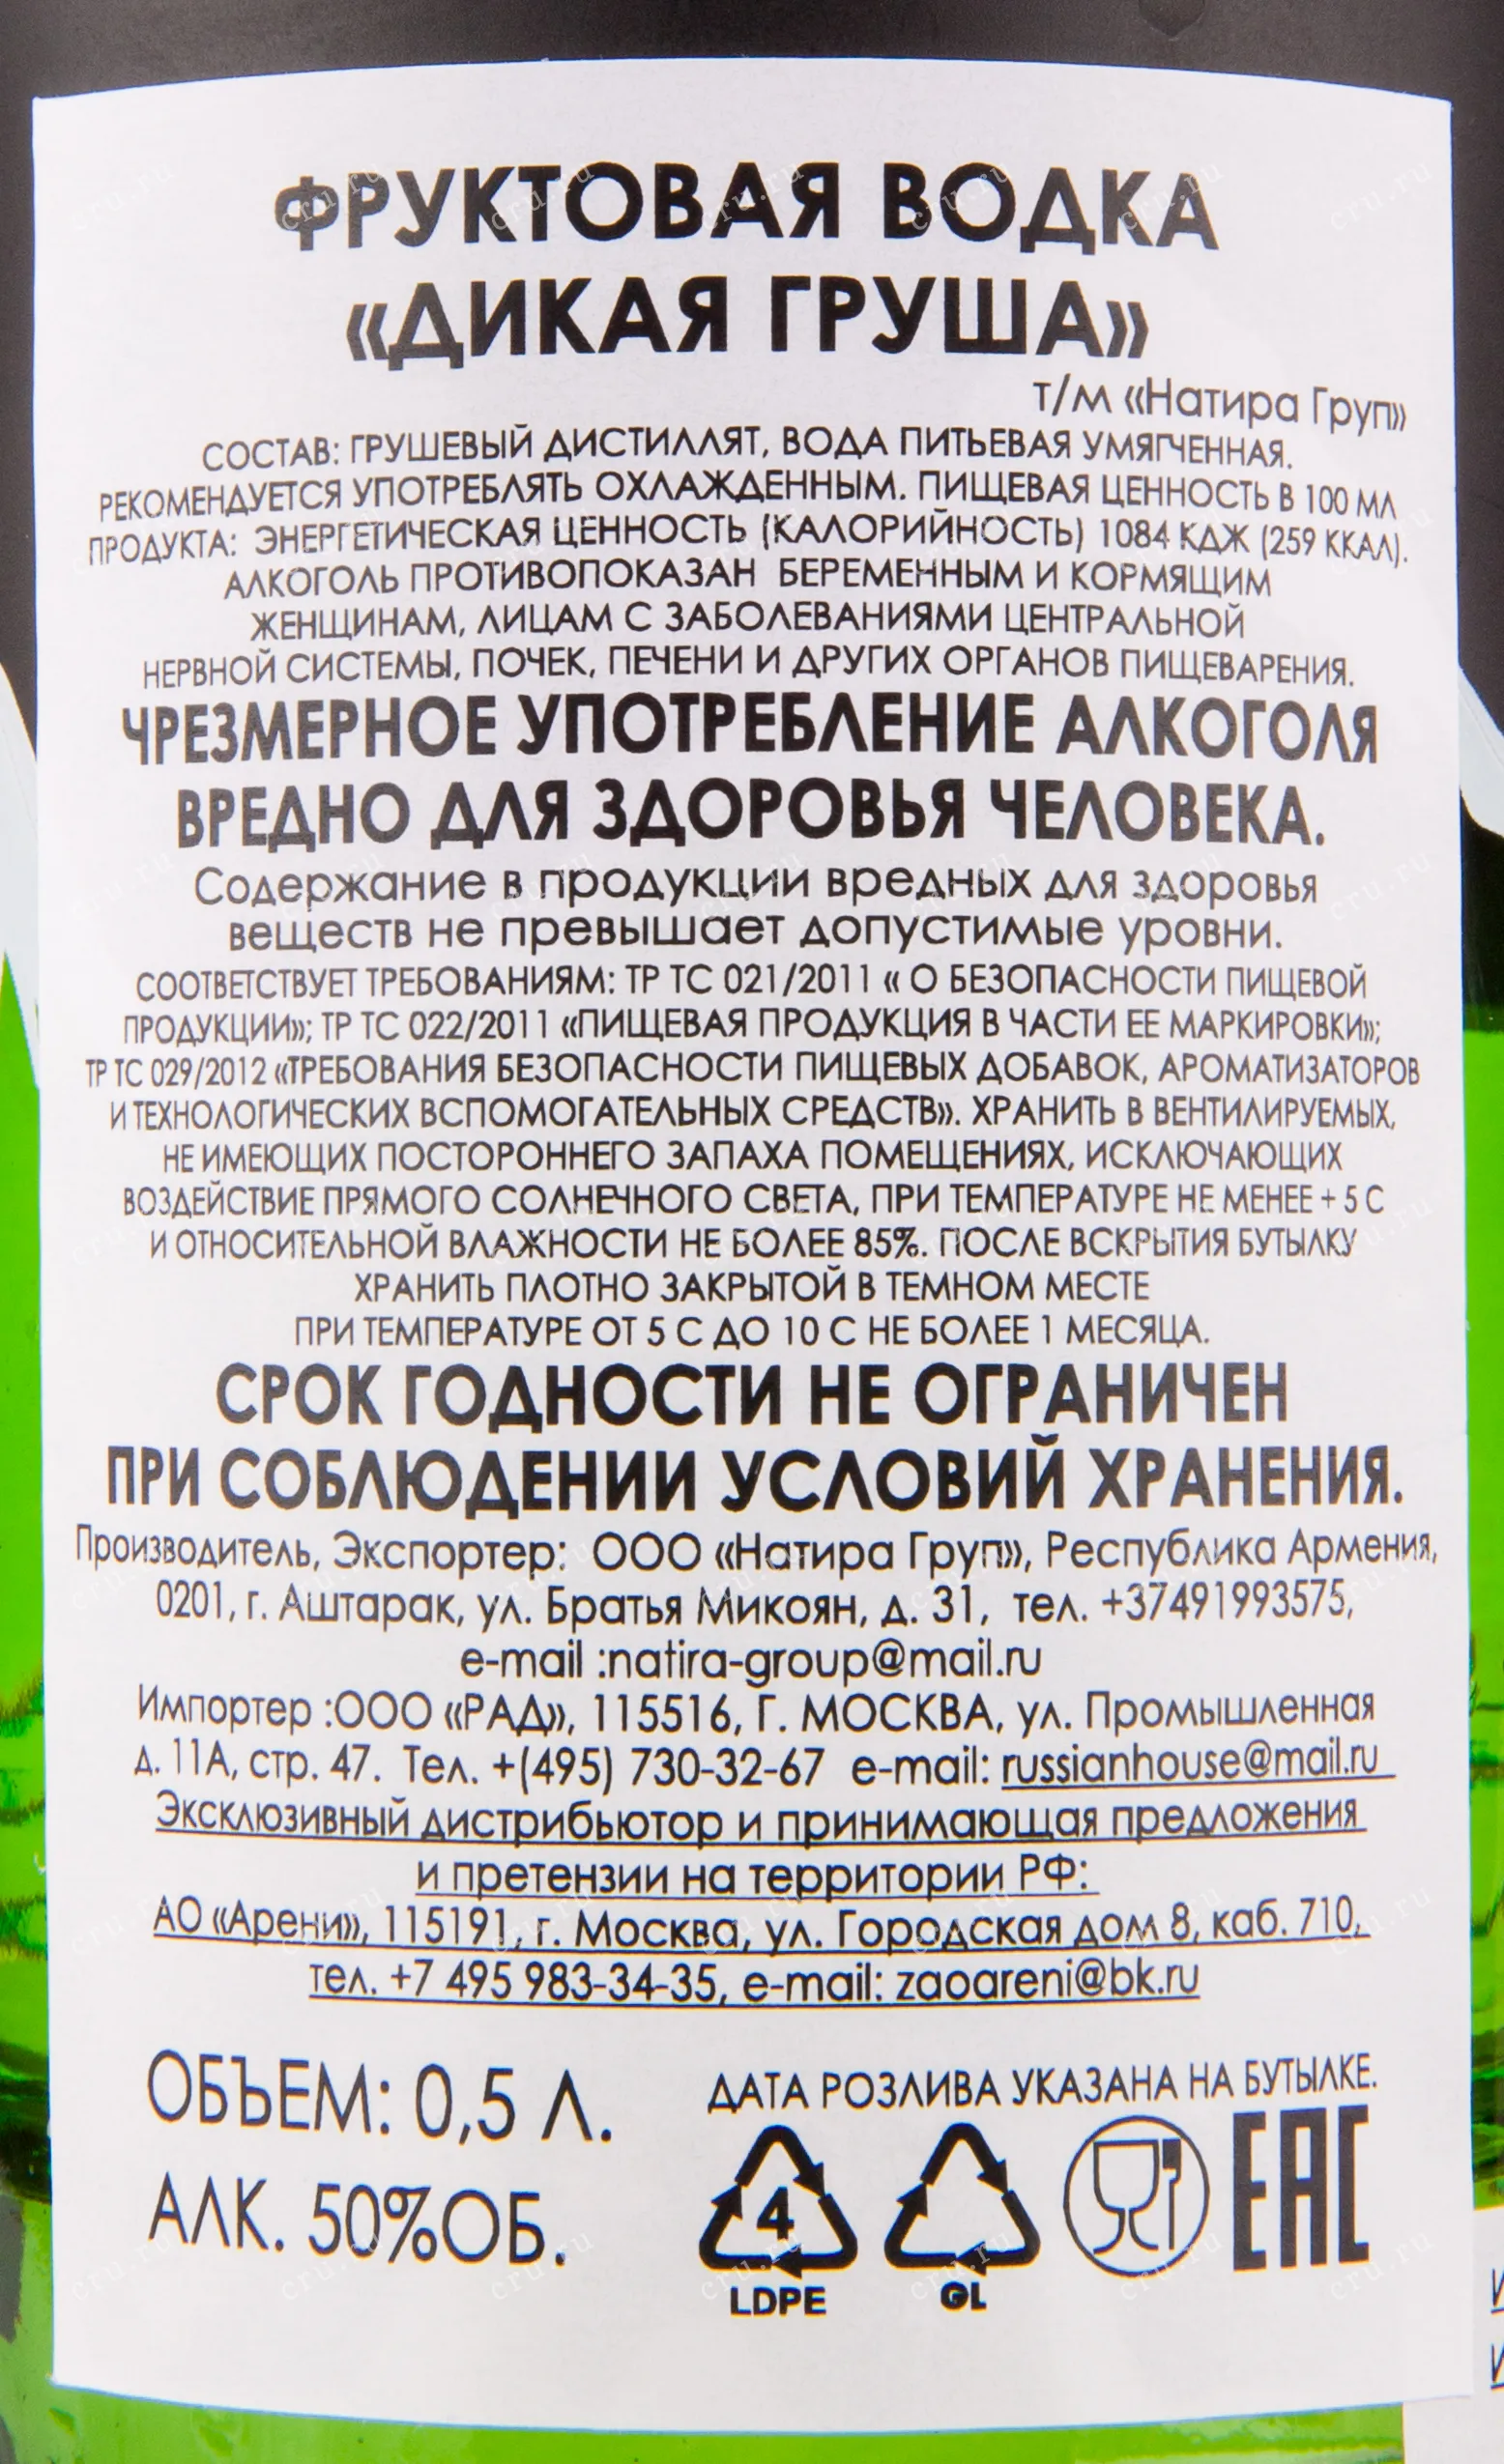 ФРУКТОВАЯ ВОДКА
«ДИКАЯ ГРУША»
т/м «Натира Груп»
СОСТАВ: ГРУШЕВЫЙ ДИСТИЛЛЯТ, ВОДА ПИТЬЕВАЯ УМЯГЧЕННАЯ.
РЕКОМЕНДУЕТСЯ УПОТРЕБЛЯТЬ ОХЛАЖДЕННЫМ. ПИЩЕВАЯ ЦЕННОСТЬ В 100 МЛ
ПРОДУКТА: ЭНЕРГЕТИЧЕСКАЯ ЦЕННОСТЬ (КАЛОРИЙНОСТЬ) 1084 КДЖ (259 ККАЛ).
АЛКОГОЛЬ ПРОТИВОПОКАЗАН БЕРЕМЕННЫМ И КОРМЯЩИМ
ЖЕНЩИНАМ, ЛИЦАМ С ЗАБОЛЕВАНИЯМИ ЦЕНТРАЛЬНОЙ
НЕРВНОЙ СИСТЕМЫ, ПОЧЕК, ПЕЧЕНИ И ДРУГИХ ОРГАНОВ ПИЩЕВАРЕНИЯ.
ЧРЕЗМЕРНОЕ УПОТРЕБЛЕНИЕ АЛКОГОЛЯ
ВРЕДНО ДЛЯ ЗДОРОВЬЯ ЧЕЛОВЕКА.
Содержание в продукции вредных для здоровья
веществ не превышает допустимые уровни.
СООТВЕТСТВУЕТ ТРЕБОВАНИЯМ: ТР ТС 021/2011 « О БЕЗОПАСНОСТИ ПИЩЕВОЙ
ПРОДУКЦИИ»; ТР ТС 022/2011 «ПИЩЕВАЯ ПРОДУКЦИЯ В ЧАСТИ ЕЕ МАРКИРОВКИ»;
ТР ТС 029/2012 «ТРЕБОВАНИЯ БЕЗОПАСНОСТИ ПИЩЕВЫХ ДОБАВОК, АРОМАТИЗАТОРОВ
И ТЕХНОЛОГИЧЕСКИХ ВСПОМОГАТЕЛЬНЫХ СРЕДСТВ». ХРАНИТЬ В ВЕНТИЛИРУЕМЫХ,
НЕ ИМЕЮЩИХ ПОСТОРОННЕГО ЗАПАХА ПОМЕЩЕНИЯХ, ИСКЛЮЧАЮЩИХ
ВОЗДЕЙСТВИЕ ПРЯМОГО СОЛНЕЧНОГО СВЕТА, ПРИ ТЕМПЕРАТУРЕ НЕ МЕНЕЕ + 5 С
И ОТНОСИТЕЛЬНОЙ ВЛАЖНОСТИ НЕ БОЛЕЕ 85%. ПОСЛЕ ВСКРЫТИЯ БУТЫЛКУ
ХРАНИТЬ ПЛОТНО ЗАКРЫТОЙ В ТЕМНОМ МЕСТЕ
ПРИ ТЕМПЕРАТУРЕ ОТ 5 С ДО 10 С НЕ БОЛЕЕ 1 МЕСЯЦА.
СРОК ГОДНОСТИ НЕ ОГРАНИЧЕН
ПРИ СОБЛЮДЕНИИ УСЛОВИЙ ХРАНЕНИЯ.
Производитель, Экспортер: ООО «Натира Груп», Республика Армения,
0201, г. Аштарак, ул. Братья Микоян, д. 31, тел. +37491993575,
e-mail :natira-group@mail.ru
Импортер :ООО «РАД», 115516, Г. МОСКВА, ул. Промышленная
д. 11А, стр. 47. Тел. +(495) 730-32-67 e-mail: russianhouse@mail.ru
Эксклюзивный дистрибьютор и принимающая предложения
и претензии на территории РФ:
АО «Арени», 115191, г. Москва, ул. Городская дом 8, каб. 710,
тел. +7 495 983-34-35, e-mail: zaoareni@bk.ru
ОБЪЕМ: 0,5 Л.
АЛК. 50%ОБ.
ДАТА РОЗЛИВА УКАЗАНА НА БУТЫЛКЕ.
4
LDPE
GL
EAC